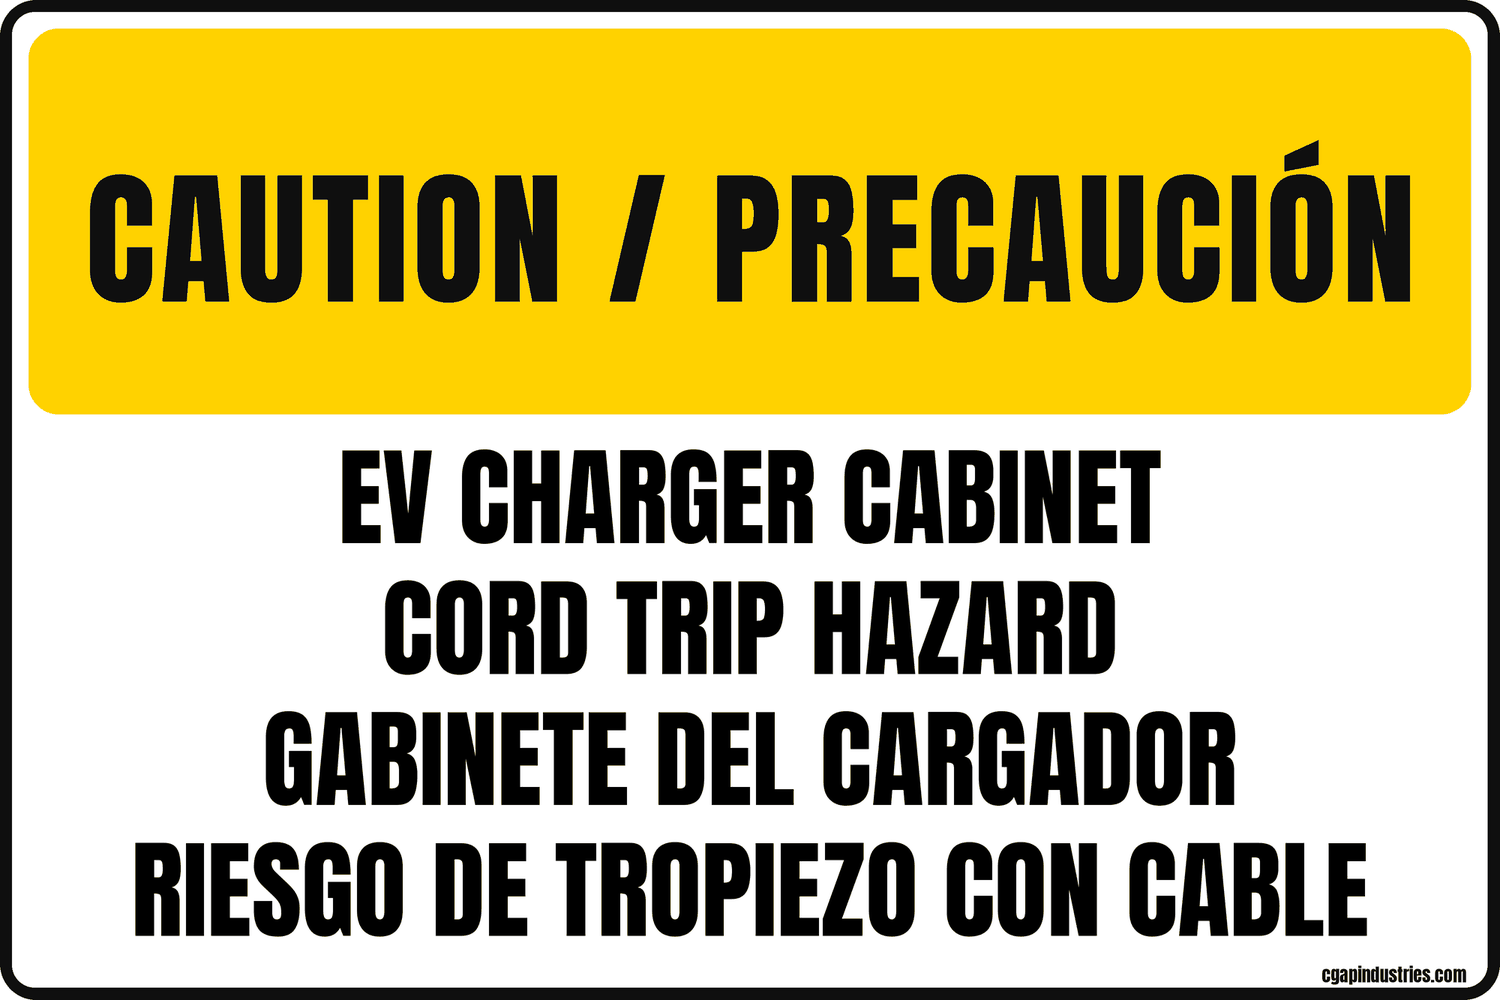 CAUTION / PRECAUCIÓN
EV CHARGER CABINET
CORD TRIP HAZARD
GABINETE DEL CARGADOR
RIESGO DE TROPIEZO CON CABLE
cgapindustries.com